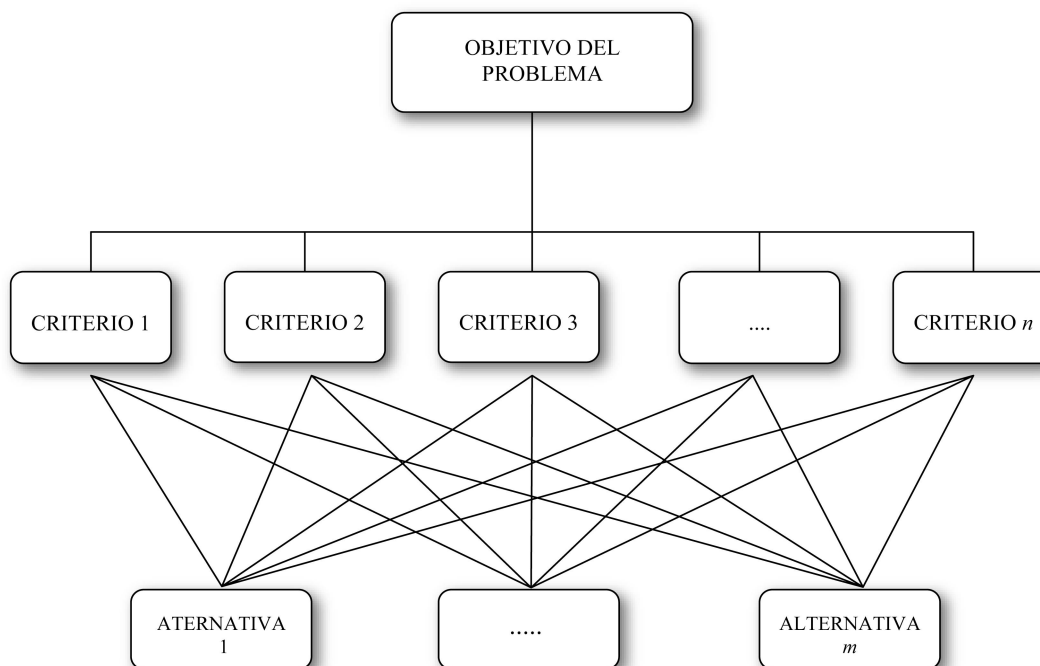 OBJETIVO DEL
PROBLEMA
CRITERIO 1
CRITERIO 2
CRITERIO 3
....
CRITERIO n
ATERNATIVA
1
.....
ALTERNATIVA
m